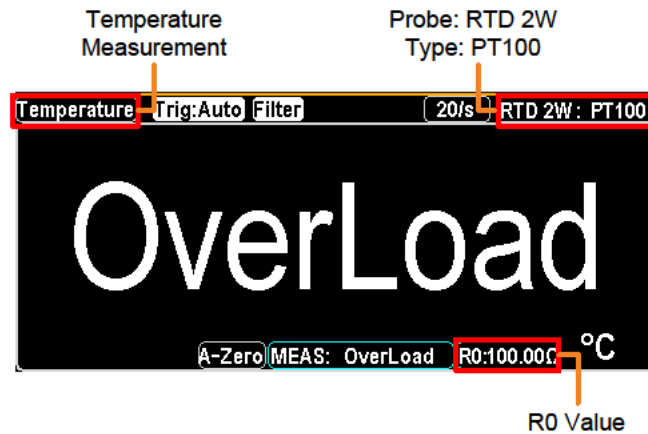 Temperature
Measurement
Probe: RTD 2W
Type: PT100
Temperature Trig:Auto Filter 20/s RTD 2W: PT100
OverLoad
A-Zero MEAS: OverLoad R0:100.00Ω °C
R0 Value